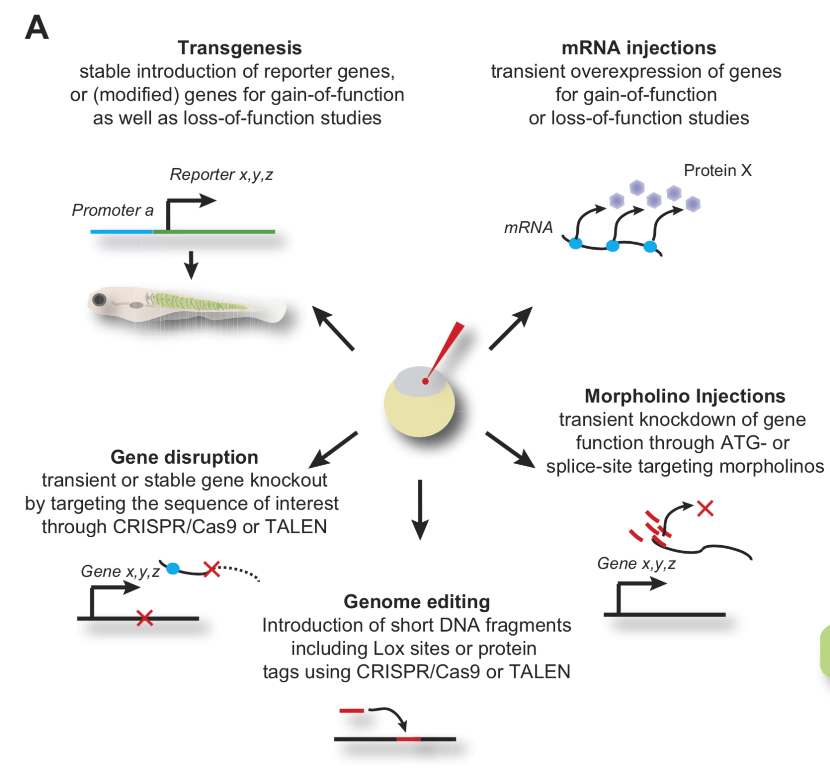 A
Transgenesis
stable introduction of reporter genes,
or (modified) genes for gain-of-function
as well as loss-of-function studies
Reporter x,y,z
Promoter a
mRNA injections
transient overexpression of genes
for gain-of-function
or loss-of-function studies
Protein X
mRNA
Morpholino Injections
transient knockdown of gene
function through ATG- or
splice-site targeting morpholinos
Gene x,y,z
Gene disruption
transient or stable gene knockout
by targeting the sequence of interest
through CRISPR/Cas9 or TALEN
Gene x,y,z
Genome editing
Introduction of short DNA fragments
including Lox sites or protein
tags using CRISPR/Cas9 or TALEN